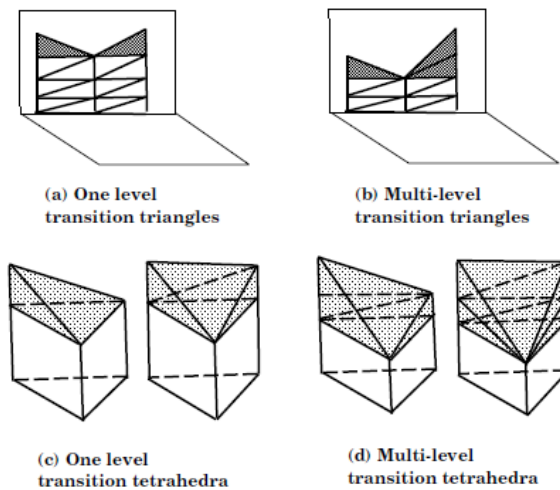 (a) One level
transition triangles
(b) Multi-level
transition triangles
(c) One level
transition tetrahedra
(d) Multi-level
transition tetrahedra